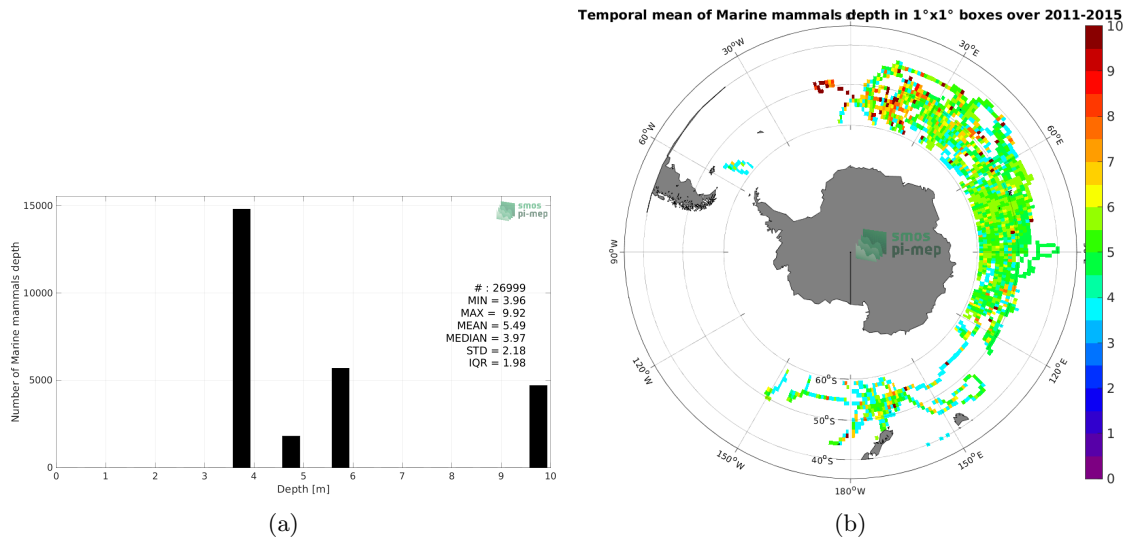 15000
10000
5000
0
Number of Marine mammals depth
smos
pi-mep
# : 26999
MIN = 3.96
MAX = 9.92
MEAN = 5.49
MEDIAN = 3.97
STD = 2.18
IQR = 1.98
0 1 2 3 4 5 6 7 8 9 10
Depth [m]
(a)
Temporal mean of Marine mammals depth in 1°x1° boxes over 2011-2015
30°W
30°E
60°W
60°E
90°W
smos
pi-mep
120°W
120°E
60°S
50°S
40°S
150°W
150°E
180°W
10
9
8
7
6
5
4
3
2
1
0
(b)